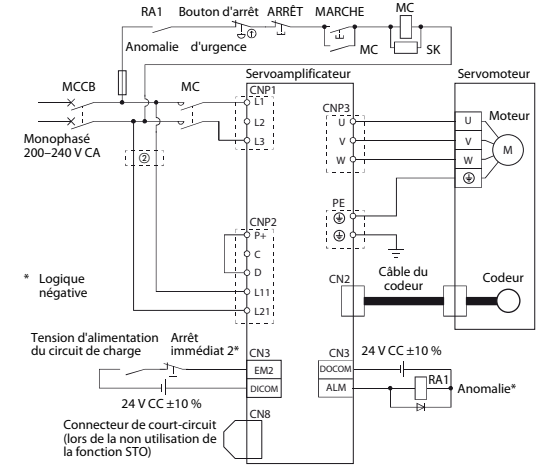 RA1 Bouton d'arrêt ARRÊT MARCHE MC
Anomalie d'urgence MC SK
Servoamplificateur Servomoteur
MCCB MC CNP1
L1
L2
L3
CNP3
U
V
W
U
V
W
Moteur
M
Monophasé
200–240 V CA
②
PE
CNP2
P+
C
D
L11
L21
* Logique
négative
CN2
Câble du
codeur
Codeur
Tension d'alimentation
du circuit de charge
Arrêt
immédiat 2*
CN3
EM2
DICOM
24 V CC ±10 %
CN3
DOCOM
ALM
24 V CC ±10 %
RA1
Anomalie*
Connecteur de court-circuit
(lors de la non utilisation de
la fonction STO)
CN8